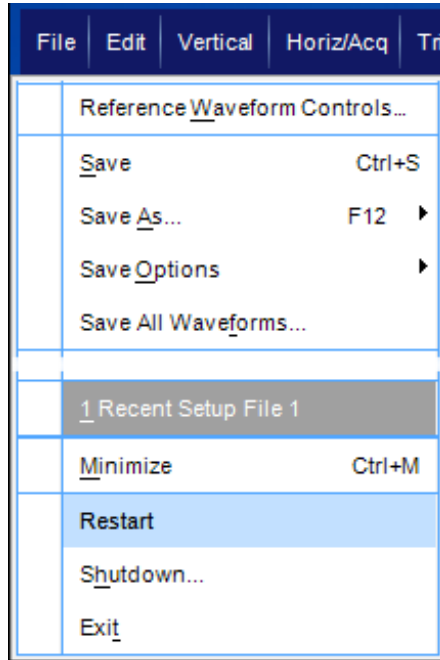 File Edit Vertical Horiz/Acq
Reference Waveform Controls...
Save Ctrl+S
Save As... F12
Save Options
Save All Waveforms...
1 Recent Setup File 1
Minimize Ctrl+M
Restart
Shutdown...
Exit